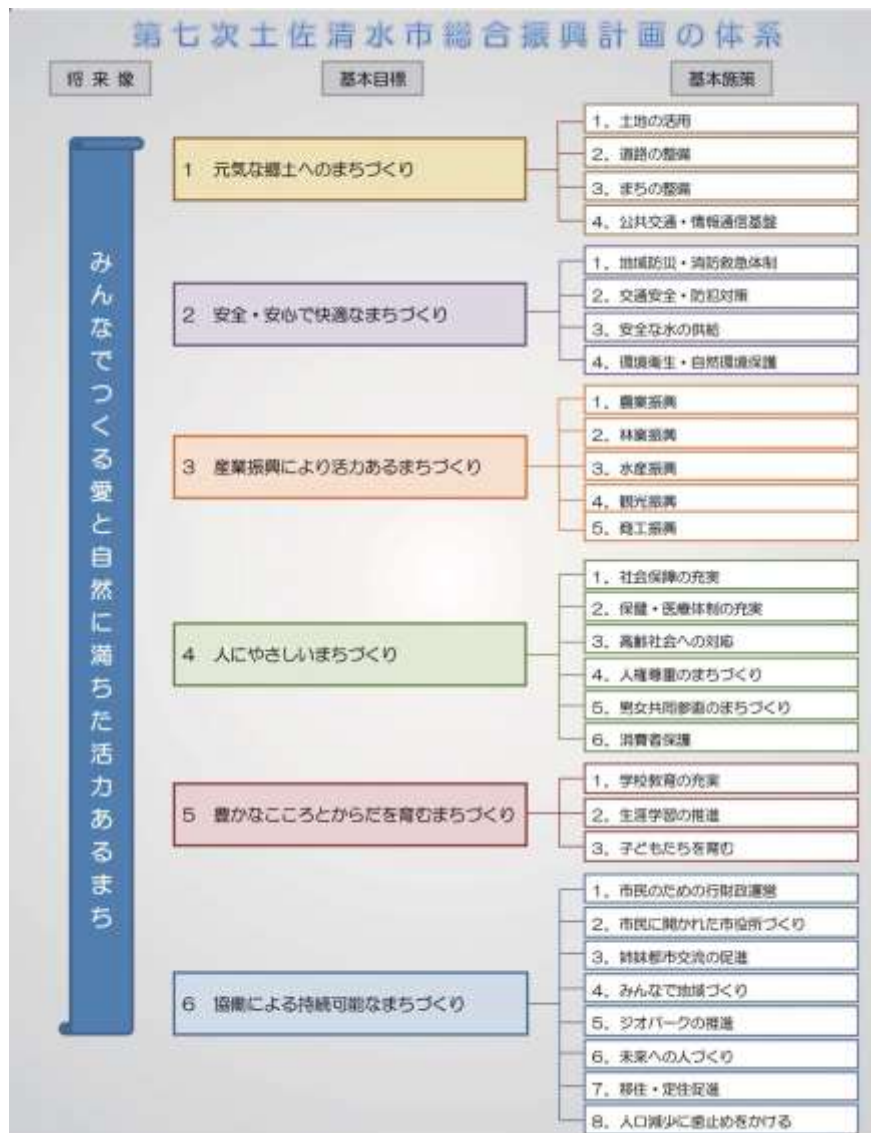 第七次土佐清水市総合振興計画の体系
将来像
基本目標
基本施策
みんなでつくる愛と自然に満ちた活力あるまち
1 元気な郷土へのまちづくり
1、土地の活用
2、道路の整備
3、まちの整備
4、公共交通・情報通信基盤
2 安全・安心で快適なまちづくり
1、地域防災・消防救急体制
2、交通安全・防犯対策
3、安全な水の供給
4、環境衛生・自然環境保護
3 産業振興により活力あるまちづくり
1、農業振興
2、林業振興
3、水産振興
4、観光振興
5、商工振興
4 人にやさしいまちづくり
1、社会保障の充実
2、保健・医療体制の充実
3、高齢社会への対応
4、人権尊重のまちづくり
5、男女共同参画のまちづくり
6、消費者保護
5 豊かなこころとからだを育むまちづくり
1、学校教育の充実
2、生涯学習の推進
3、子どもたちを育む
6 協働による持続可能なまちづくり
1、市民のための行財政運営
2、市民に開かれた市役所づくり
3、姉妹都市交流の促進
4、みんなで地域づくり
5、ジオパークの推進
6、未来への人づくり
7、移住・定住促進
8、人口減少に歯止めをかける